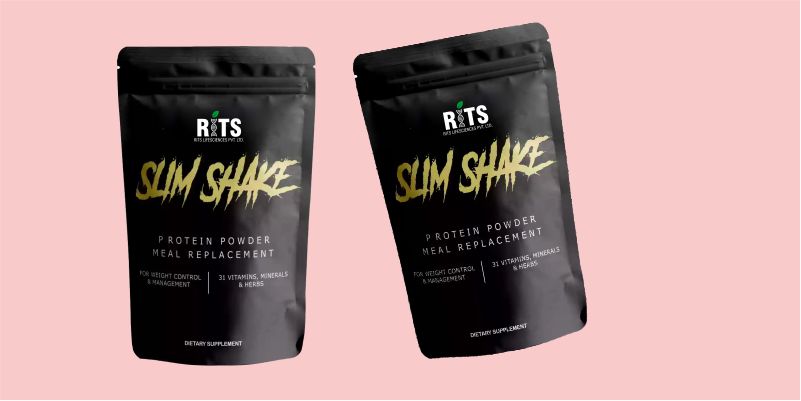 RITS
RITS LIFESCIENCES PVT. LTD.
SLIM SHAKE
PROTEIN POWDER
MEAL REPLACEMENT
FOR WEIGHT CONTROL
& MANAGEMENT
31 VITAMINS, MINERALS
& HERBS
DIETARY SUPPLEMENT
RITS
RITS LIFESCIENCES PVT. LTD.
SLIM SHAKE
PROTEIN POWDER
MEAL REPLACEMENT
FOR WEIGHT CONTROL
& MANAGEMENT
31 VITAMINS, MINERALS
& HERBS
DIETARY SUPPLEMENT